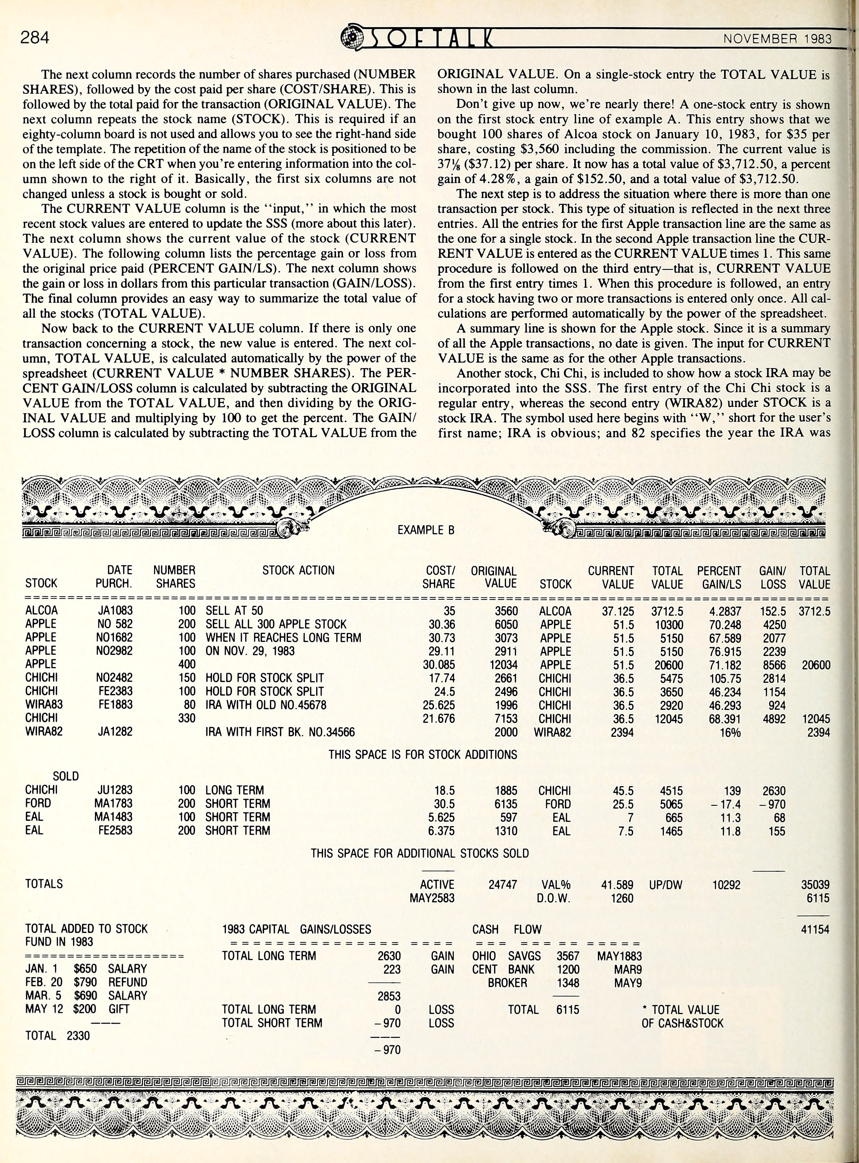 284
SOFTALK
NOVEMBER 1983
The next column records the number of shares purchased (NUMBER
SHARES), followed by the cost paid per share (COST/SHARE). This is
followed by the total paid for the transaction (ORIGINAL VALUE). The
next column repeats the stock name (STOCK). This is required if an
eighty-column board is not used and allows you to see the right-hand side
of the template. The repetition of the name of the stock is positioned to be
on the left side of the CRT when you're entering information into the col-
umn shown to the right of it. Basically, the first six columns are not
changed unless a stock is bought or sold.
The CURRENT VALUE column is the "input," in which the most
recent stock values are entered to update the SSS (more about this later).
The next column shows the current value of the stock (CURRENT
VALUE). The following column lists the percentage gain or loss from
the original price paid (PERCENT GAIN/LS). The next column shows
the gain or loss in dollars from this particular transaction (GAIN/LOSS).
The final column provides an easy way to summarize the total value of
all the stocks (TOTAL VALUE).
Now back to the CURRENT VALUE column. If there is only one
transaction concerning a stock, the new value is entered. The next col-
umn, TOTAL VALUE, is calculated automatically by the power of the
spreadsheet (CURRENT VALUE * NUMBER SHARES). The PER-
CENT GAIN/LOSS column is calculated by subtracting the ORIGINAL
VALUE from the TOTAL VALUE, and then dividing by the ORIG-
INAL VALUE and multiplying by 100 to get the percent. The GAIN/
LOSS column is calculated by subtracting the TOTAL VALUE from the
ORIGINAL VALUE. On a single-stock entry the TOTAL VALUE is
shown in the last column.
Don't give up now, we're nearly there! A one-stock entry is shown
on the first stock entry line of example A. This entry shows that we
bought 100 shares of Alcoa stock on January 10, 1983, for $35 per
share, costing $3,560 including the commission. The current value is
37⅛ ($37.12) per share. It now has a total value of $3,712.50, a percent
gain of 4.28%, a gain of $152.50, and a total value of $3,712.50.
The next step is to address the situation where there is more than one
transaction per stock. This type of situation is reflected in the next three
entries. All the entries for the first Apple transaction line are the same as
the one for a single stock. In the second Apple transaction line the CUR-
RENT VALUE is entered as the CURRENT VALUE times 1. This same
procedure is followed on the third entry—that is, CURRENT VALUE
from the first entry times 1. When this procedure is followed, an entry
for a stock having two or more transactions is entered only once. All cal-
culations are performed automatically by the power of the spreadsheet.
A summary line is shown for the Apple stock. Since it is a summary
of all the Apple transactions, no date is given. The input for CURRENT
VALUE is the same as for the other Apple transactions.
Another stock, Chi Chi, is included to show how a stock IRA may be
incorporated into the SSS. The first entry of the Chi Chi stock is a
regular entry, whereas the second entry (WIRA82) under STOCK is a
stock IRA. The symbol used here begins with "W," short for the user's
first name; IRA is obvious; and 82 specifies the year the IRA was
EXAMPLE B
DATE NUMBER STOCK ACTION COST/ ORIGINAL CURRENT TOTAL PERCENT GAIN/ TOTAL
STOCK PURCH. SHARES SHARE VALUE STOCK VALUE VALUE GAIN/LS LOSS VALUE
ALCOA JA1083 100 SELL AT 50 35 3560 ALCOA 37.125 3712.5 4.2837 152.5 3712.5
APPLE NO 582 200 SELL ALL 300 APPLE STOCK 30.36 6050 APPLE 51.5 10300 70.248 4250
APPLE NO1682 100 WHEN IT REACHES LONG TERM 30.73 3073 APPLE 51.5 5150 67.589 2077
APPLE NO2982 100 ON NOV. 29, 1983 29.11 2911 APPLE 51.5 5150 76.915 2239
APPLE 400 30.085 12034 APPLE 51.5 20600 71.182 8566 20600
CHICHI NO2482 150 HOLD FOR STOCK SPLIT 17.74 2661 CHICHI 36.5 5475 105.75 2814
CHICHI FE2383 100 HOLD FOR STOCK SPLIT 24.5 2496 CHICHI 36.5 3650 46.234 1154
WIRA83 FE1883 80 IRA WITH OLD NO.45678 25.625 1996 CHICHI 36.5 2920 46.293 924
CHICHI 330 21.676 7153 CHICHI 36.5 12045 68.391 4892 12045
WIRA82 JA1282 IRA WITH FIRST BK. NO.34566 2000 WIRA82 2394 16% 2394
THIS SPACE IS FOR STOCK ADDITIONS
SOLD
CHICHI JU1283 100 LONG TERM 18.5 1885 CHICHI 45.5 4515 139 2630
FORD MA1783 200 SHORT TERM 30.5 6135 FORD 25.5 5065 -17.4 -970
EAL MA1483 100 SHORT TERM 5.625 597 EAL 7 665 11.3 68
EAL FE2583 200 SHORT TERM 6.375 1310 EAL 7.5 1465 11.8 155
THIS SPACE FOR ADDITIONAL STOCKS SOLD
TOTALS ACTIVE 24747 VAL% 41.589 UP/DW 10292 35039
MAY2583 D.O.W. 1260 6115
TOTAL ADDED TO STOCK 1983 CAPITAL GAINS/LOSSES CASH FLOW 41154
FUND IN 1983
TOTAL LONG TERM 2630 GAIN OHIO SAVGS 3567 MAY1883
JAN. 1 $650 SALARY 223 GAIN CENT BANK 1200 MAR9
FEB. 20 $790 REFUND BROKER 1348 MAY9
MAR. 5 $690 SALARY 2853
MAY 12 $200 GIFT TOTAL LONG TERM 0 LOSS TOTAL 6115 * TOTAL VALUE
TOTAL SHORT TERM -970 LOSS OF CASH&STOCK
TOTAL 2330
-970